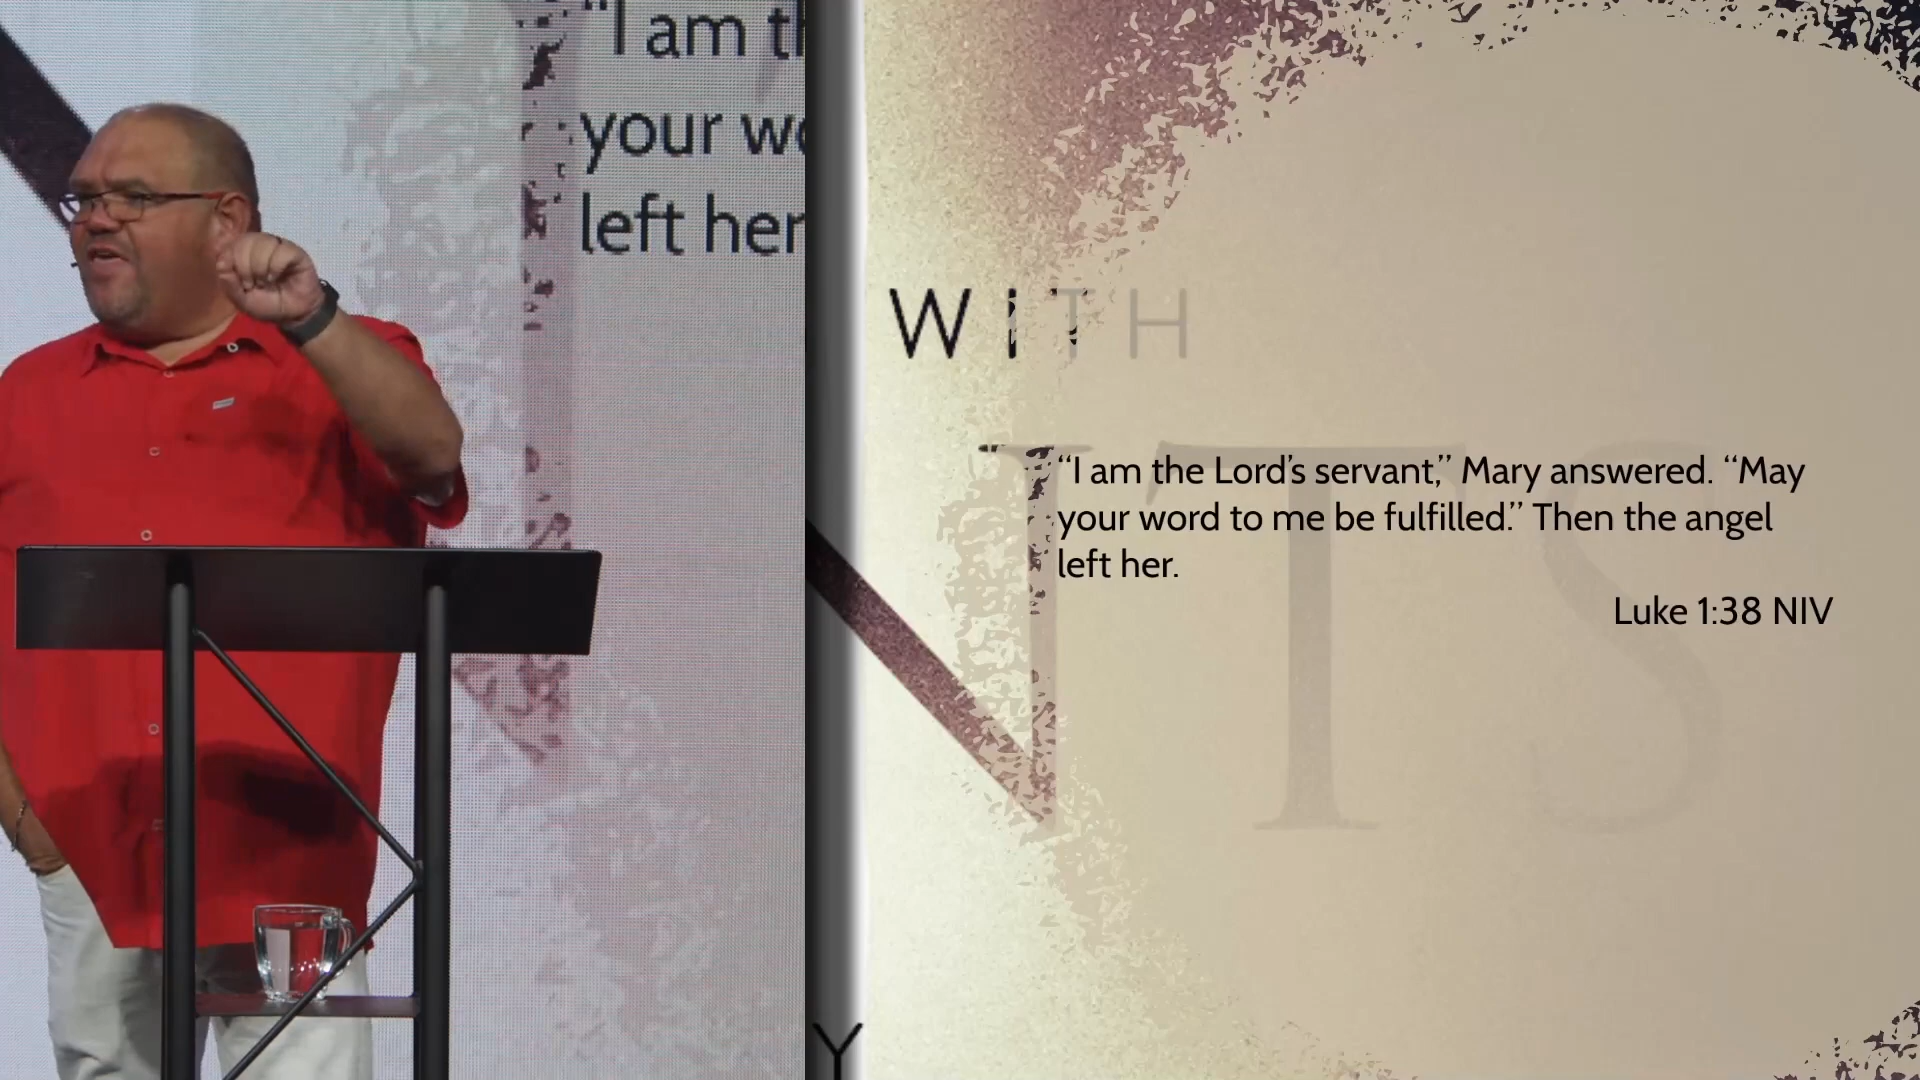 "I am th
your wo
left her
WITH
ITS
“I am the Lord’s servant,” Mary answered. “May
your word to me be fulfilled.” Then the angel
left her.
Luke 1:38 NIV
Y